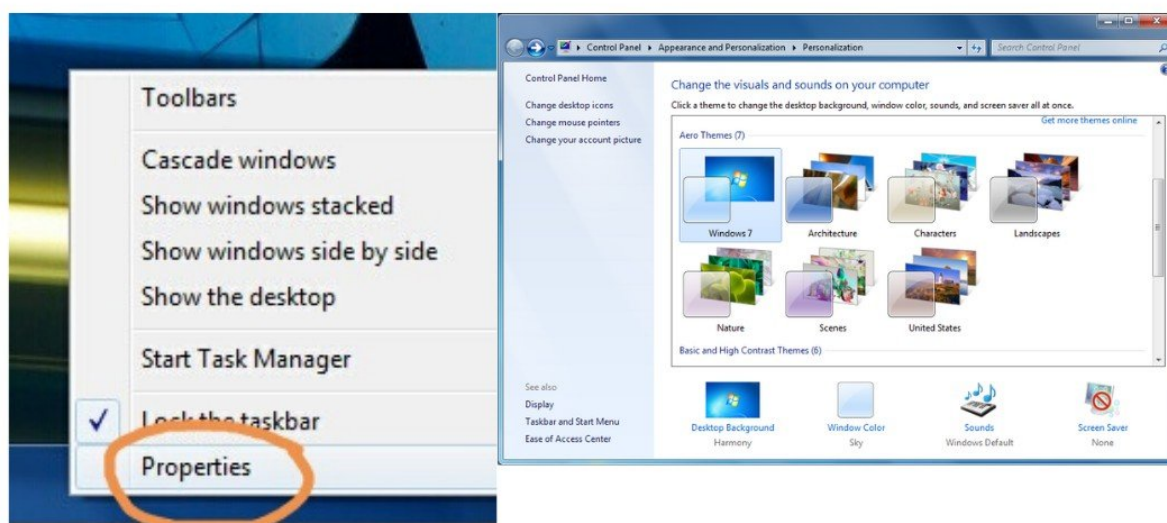 Toolbars
Cascade windows
Show windows stacked
Show windows side by side
Show the desktop
Start Task Manager
Lock the taskbar
Properties
Control Panel Appearance and Personalization Personalization
Search Control Panel
Control Panel Home
Change desktop icons
Change mouse pointers
Change your account picture
Change the visuals and sounds on your computer
Click a theme to change the desktop background, window color, sounds, and screen saver all at once.
Get more themes online
Aero Themes (7)
Windows 7 Architecture Characters Landscapes
Nature Scenes United States
Basic and High Contrast Themes (6)
See also
Display
Taskbar and Start Menu
Ease of Access Center
Desktop Background Window Color Sounds Screen Saver
Harmony Sky Windows Default None